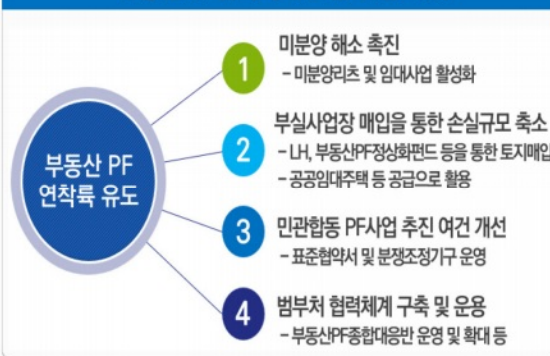 부동산 PF
연착륙 유도
1
미분양 해소 촉진
- 미분양리츠 및 임대사업 활성화
2
부실사업장 매입을 통한 손실규모 축소
- LH, 부동산PF정상화펀드 등을 통한 토지매입
- 공공임대주택 등 공급으로 활용
3
민관합동 PF사업 추진 여건 개선
- 표준협약서 및 분쟁조정기구 운영
4
범부처 협력체계 구축 및 운용
- 부동산PF종합대응반 운영 및 확대 등